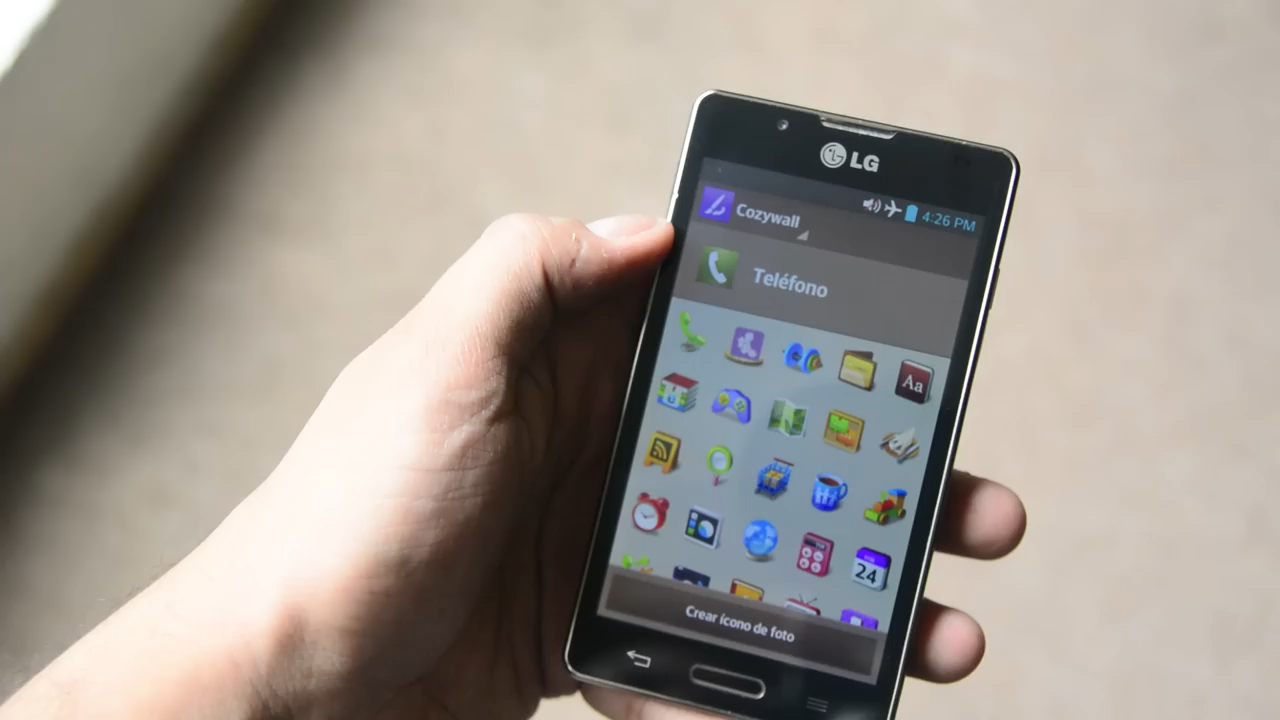 LG
4:26 PM
Cozywall
Teléfono
Aa
24
Crear ícono de foto